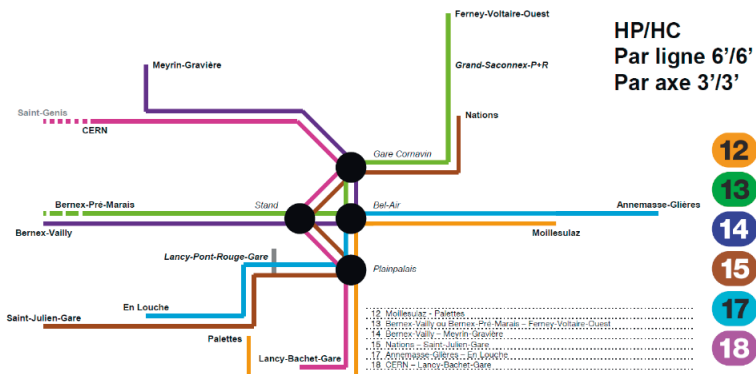 Ferney-Voltaire-Ouest
HP/HC
Par ligne 6'/6'
Par axe 3'/3'
Meyrin-Gravière
Grand-Saconnex-P+R
Saint-Genis
CERN
Nations
Gare Cornavin
12
13
Bernex-Pré-Marais
Stand
Bel-Air
Annemasse-Glières
14
Bernex-Vailly
Moillesulaz
Lancy-Pont-Rouge-Gare
Plainpalais
15
En Louche
Saint-Julien-Gare
17
Palettes
Lancy-Bachet-Gare
18
12 Moillesulaz - Palettes
13 Bernex-Vailly ou Bernex-Pré-Marais – Ferney-Voltaire-Ouest
14 Bernex-Vailly – Meyrin Gravière
15 Nations – Saint-Julien-Gare
17 Annemasse-Glières – En Louche
18 CERN – Lancy-Bachet-Gare